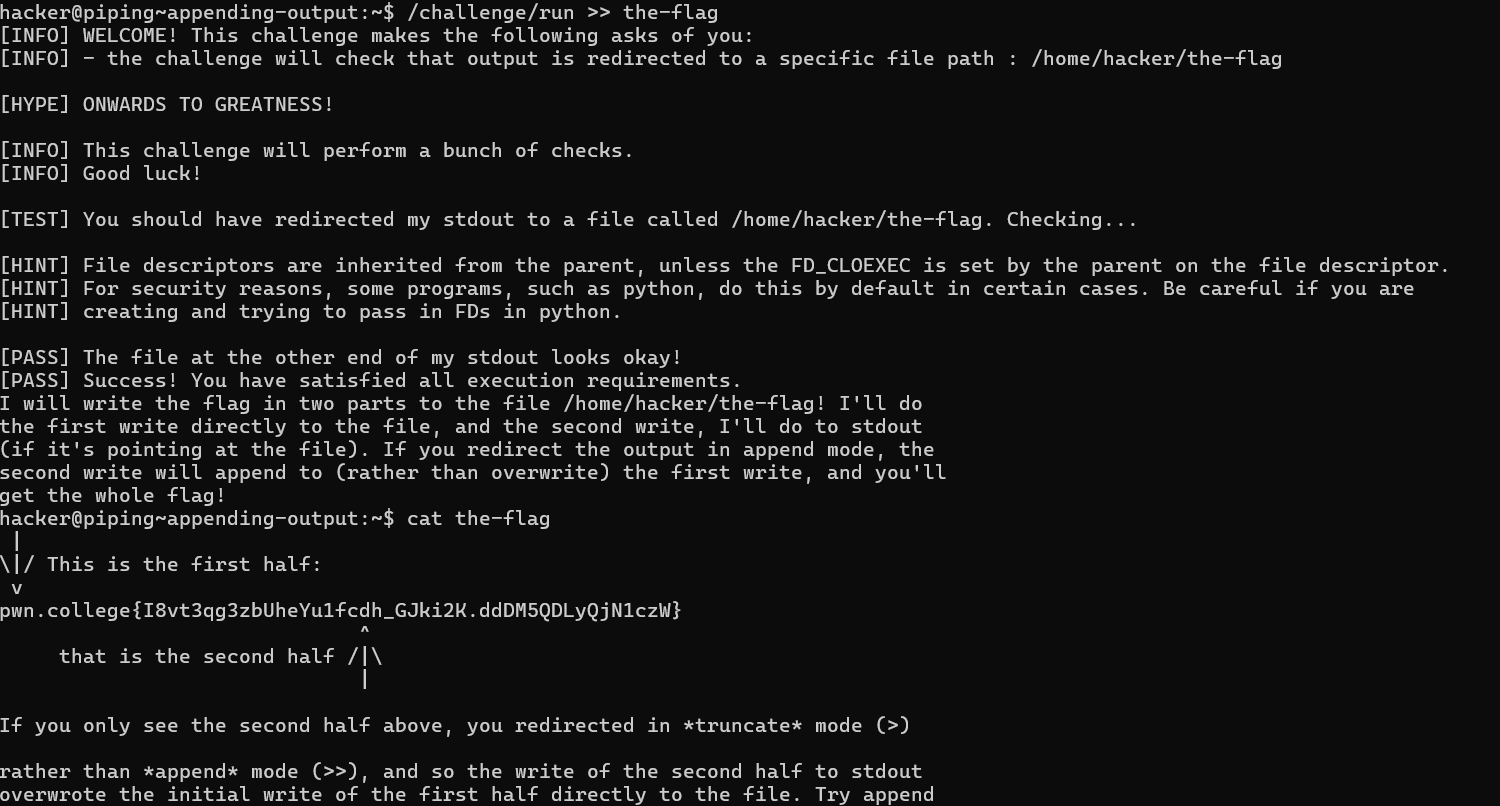 hacker@piping~appending-output:~$ /challenge/run >> the-flag
[INFO] WELCOME! This challenge makes the following asks of you:
[INFO] - the challenge will check that output is redirected to a specific file path : /home/hacker/the-flag
[HYPE] ONWARDS TO GREATNESS!
[INFO] This challenge will perform a bunch of checks.
[INFO] Good luck!
[TEST] You should have redirected my stdout to a file called /home/hacker/the-flag. Checking...
[HINT] File descriptors are inherited from the parent, unless the FD_CLOEXEC is set by the parent on the file descriptor.
[HINT] For security reasons, some programs, such as python, do this by default in certain cases. Be careful if you are
[HINT] creating and trying to pass in FDs in python.
[PASS] The file at the other end of my stdout looks okay!
[PASS] Success! You have satisfied all execution requirements.
I will write the flag in two parts to the file /home/hacker/the-flag! I'll do
the first write directly to the file, and the second write, I'll do to stdout
(if it's pointing at the file). If you redirect the output in append mode, the
second write will append to (rather than overwrite) the first write, and you'll
get the whole flag!
hacker@piping~appending-output:~$ cat the-flag
 |
\|/ This is the first half:
 v
pwn.college{I8vt3qg3zbUheYu1fcdh_GJki2K.ddDM5QDLyQjN1czW}
                              ^
     that is the second half /|\
                              |
If you only see the second half above, you redirected in *truncate* mode (>)
rather than *append* mode (>>), and so the write of the second half to stdout
overwrote the initial write of the first half directly to the file. Try append